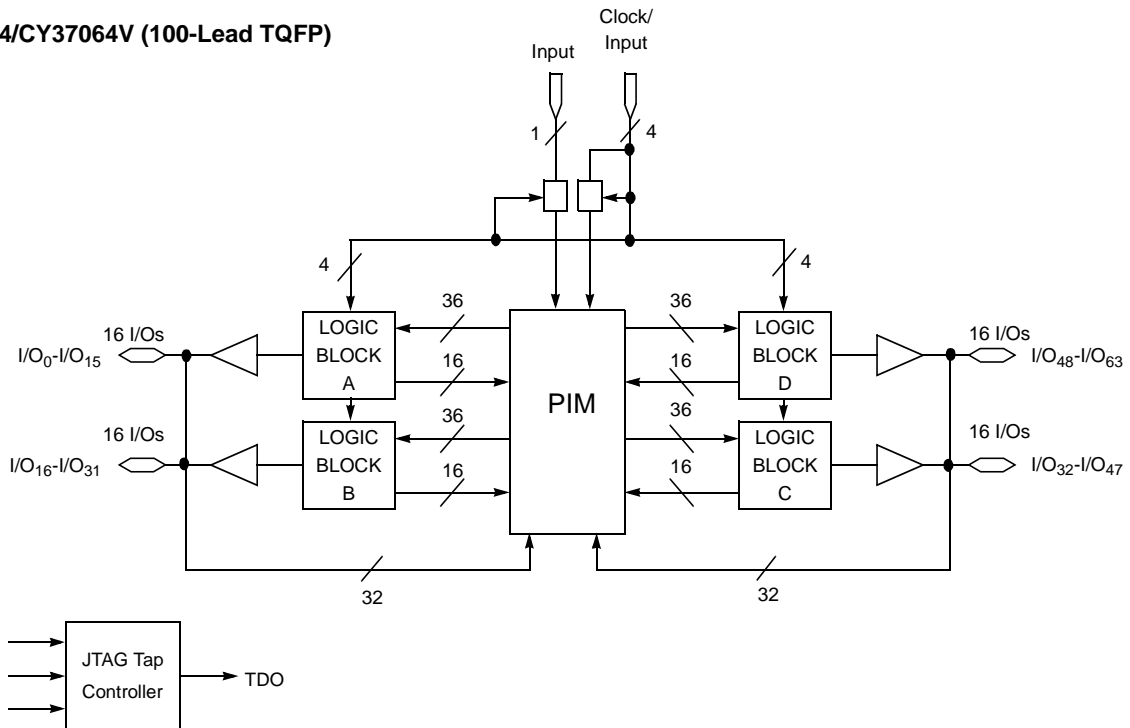 4/CY37064V (100-Lead TQFP)
Clock/
Input
Input
1
4
4
4
36
36
16 I/Os
LOGIC
BLOCK
A
LOGIC
BLOCK
D
16 I/Os
I/O0-I/O15
I/O48-I/O63
16
16
PIM
36
36
16 I/Os
LOGIC
BLOCK
B
LOGIC
BLOCK
C
16 I/Os
I/O16-I/O31
I/O32-I/O47
16
16
32
32
JTAG Tap
Controller
TDO